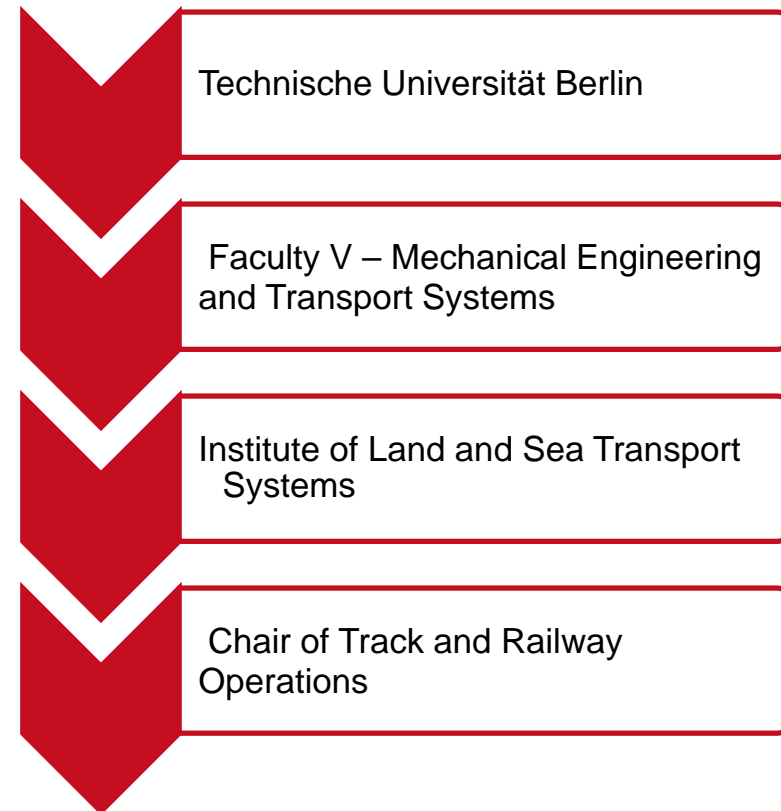 Technische Universität Berlin
Faculty V – Mechanical Engineering
and Transport Systems
Institute of Land and Sea Transport
Systems
Chair of Track and Railway
Operations